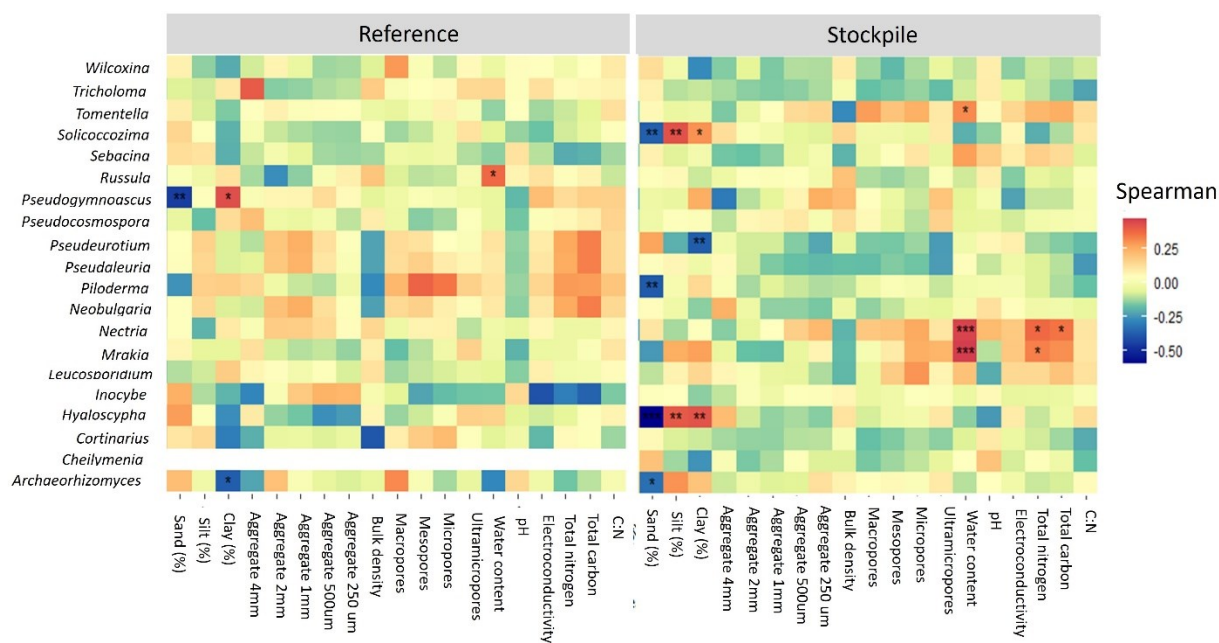 Reference
Stockpile
Wilcoxina
Tricholoma
Tomentella
Solicoccozima
Sebacina
Russula
Pseudogymnoascus
Pseudocosmospora
Pseudeurotium
Pseudaleuria
Piloderma
Neobulgaria
Nectria
Mrakia
Leucosporidium
Inocybe
Hyaloscypha
Cortinarius
Cheilymenia
Archaeorhizomyces
*
** ** *
*
** *
**
**
*** * *
*** *
** **
* *
Spearman
0.25
0.00
-0.25
-0.50
Sand (%)
Silt (%)
Clay (%)
Aggregate 4mm
Aggregate 2mm
Aggregate 1mm
Aggregate 500um
Aggregate 250 um
Bulk density
Macropores
Mesopores
Micropores
Ultramicropores
Water content
pH
Electroconductivity
Total nitrogen
Total carbon
C:N
Sand (%)
Silt (%)
Clay (%)
Aggregate 4mm
Aggregate 2mm
Aggregate 1mm
Aggregate 500um
Aggregate 250 um
Bulk density
Macropores
Mesopores
Micropores
Ultramicropores
Water content
pH
Electroconductivity
Total nitrogen
Total carbon
C:N